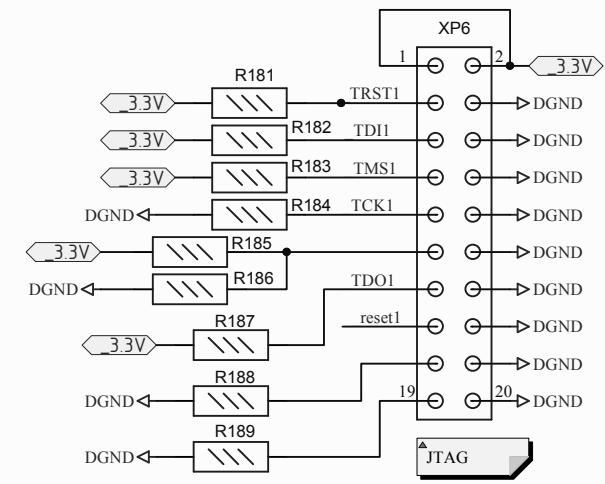 XP6
1 2 _3.3V
R181
_3.3V TRST1 DGND
R182
_3.3V _TDI1 DGND
R183
_3.3V TMS1 DGND
DGND R184 TCK1 DGND
_3.3V R185 DGND
DGND R186 TDO1 DGND
R187 reset1 DGND
_3.3V
R188 DGND
DGND 19 20 DGND
R189
DGND JTAG